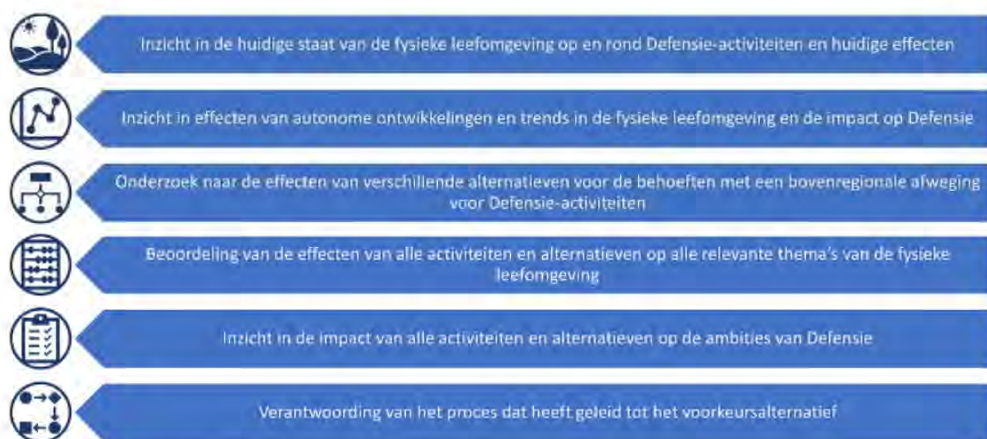 Inzicht in de huidige staat van de fysieke leefomgeving op en rond Defensie-activiteiten en huidige effecten
Inzicht in effecten van autonome ontwikkelingen en trends in de fysieke leefomgeving en de impact op Defensie
Onderzoek naar de effecten van verschillende alternatieven voor de behoeften met een bovenregionale afweging
voor Defensie-activiteiten
Beoordeling van de effecten van alle activiteiten en alternatieven op alle relevante thema's van de fysieke
leefomgeving
Inzicht in de impact van alle activiteiten en alternatieven op de ambities van Defensie
Verantwoording van het proces dat heeft geleid tot het voorkeursalternatief